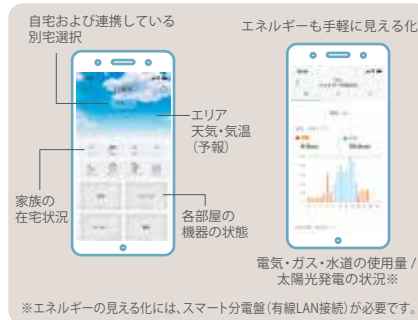 自宅および連携している
別宅選択
エネルギーも手軽に見える化
エリア
天気・気温
(予報)
家族の
在宅状況
各部屋の
機器の状態
電気・ガス・水道の使用量 /
太陽光発電の状況※
※エネルギーの見える化には、スマート分電盤(有線LAN接続)が必要です。